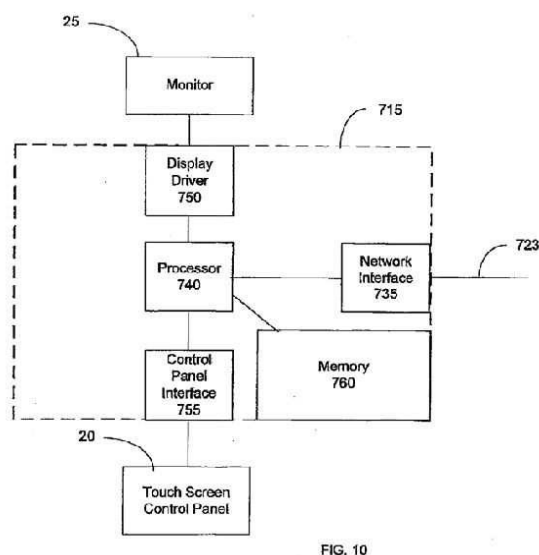 25
Monitor
715
Display
Driver
750
723
Processor
740
Network
Interface
735
Control
Panel
Interface
755
Memory
760
20
Touch Screen
Control Panel
FIG. 10